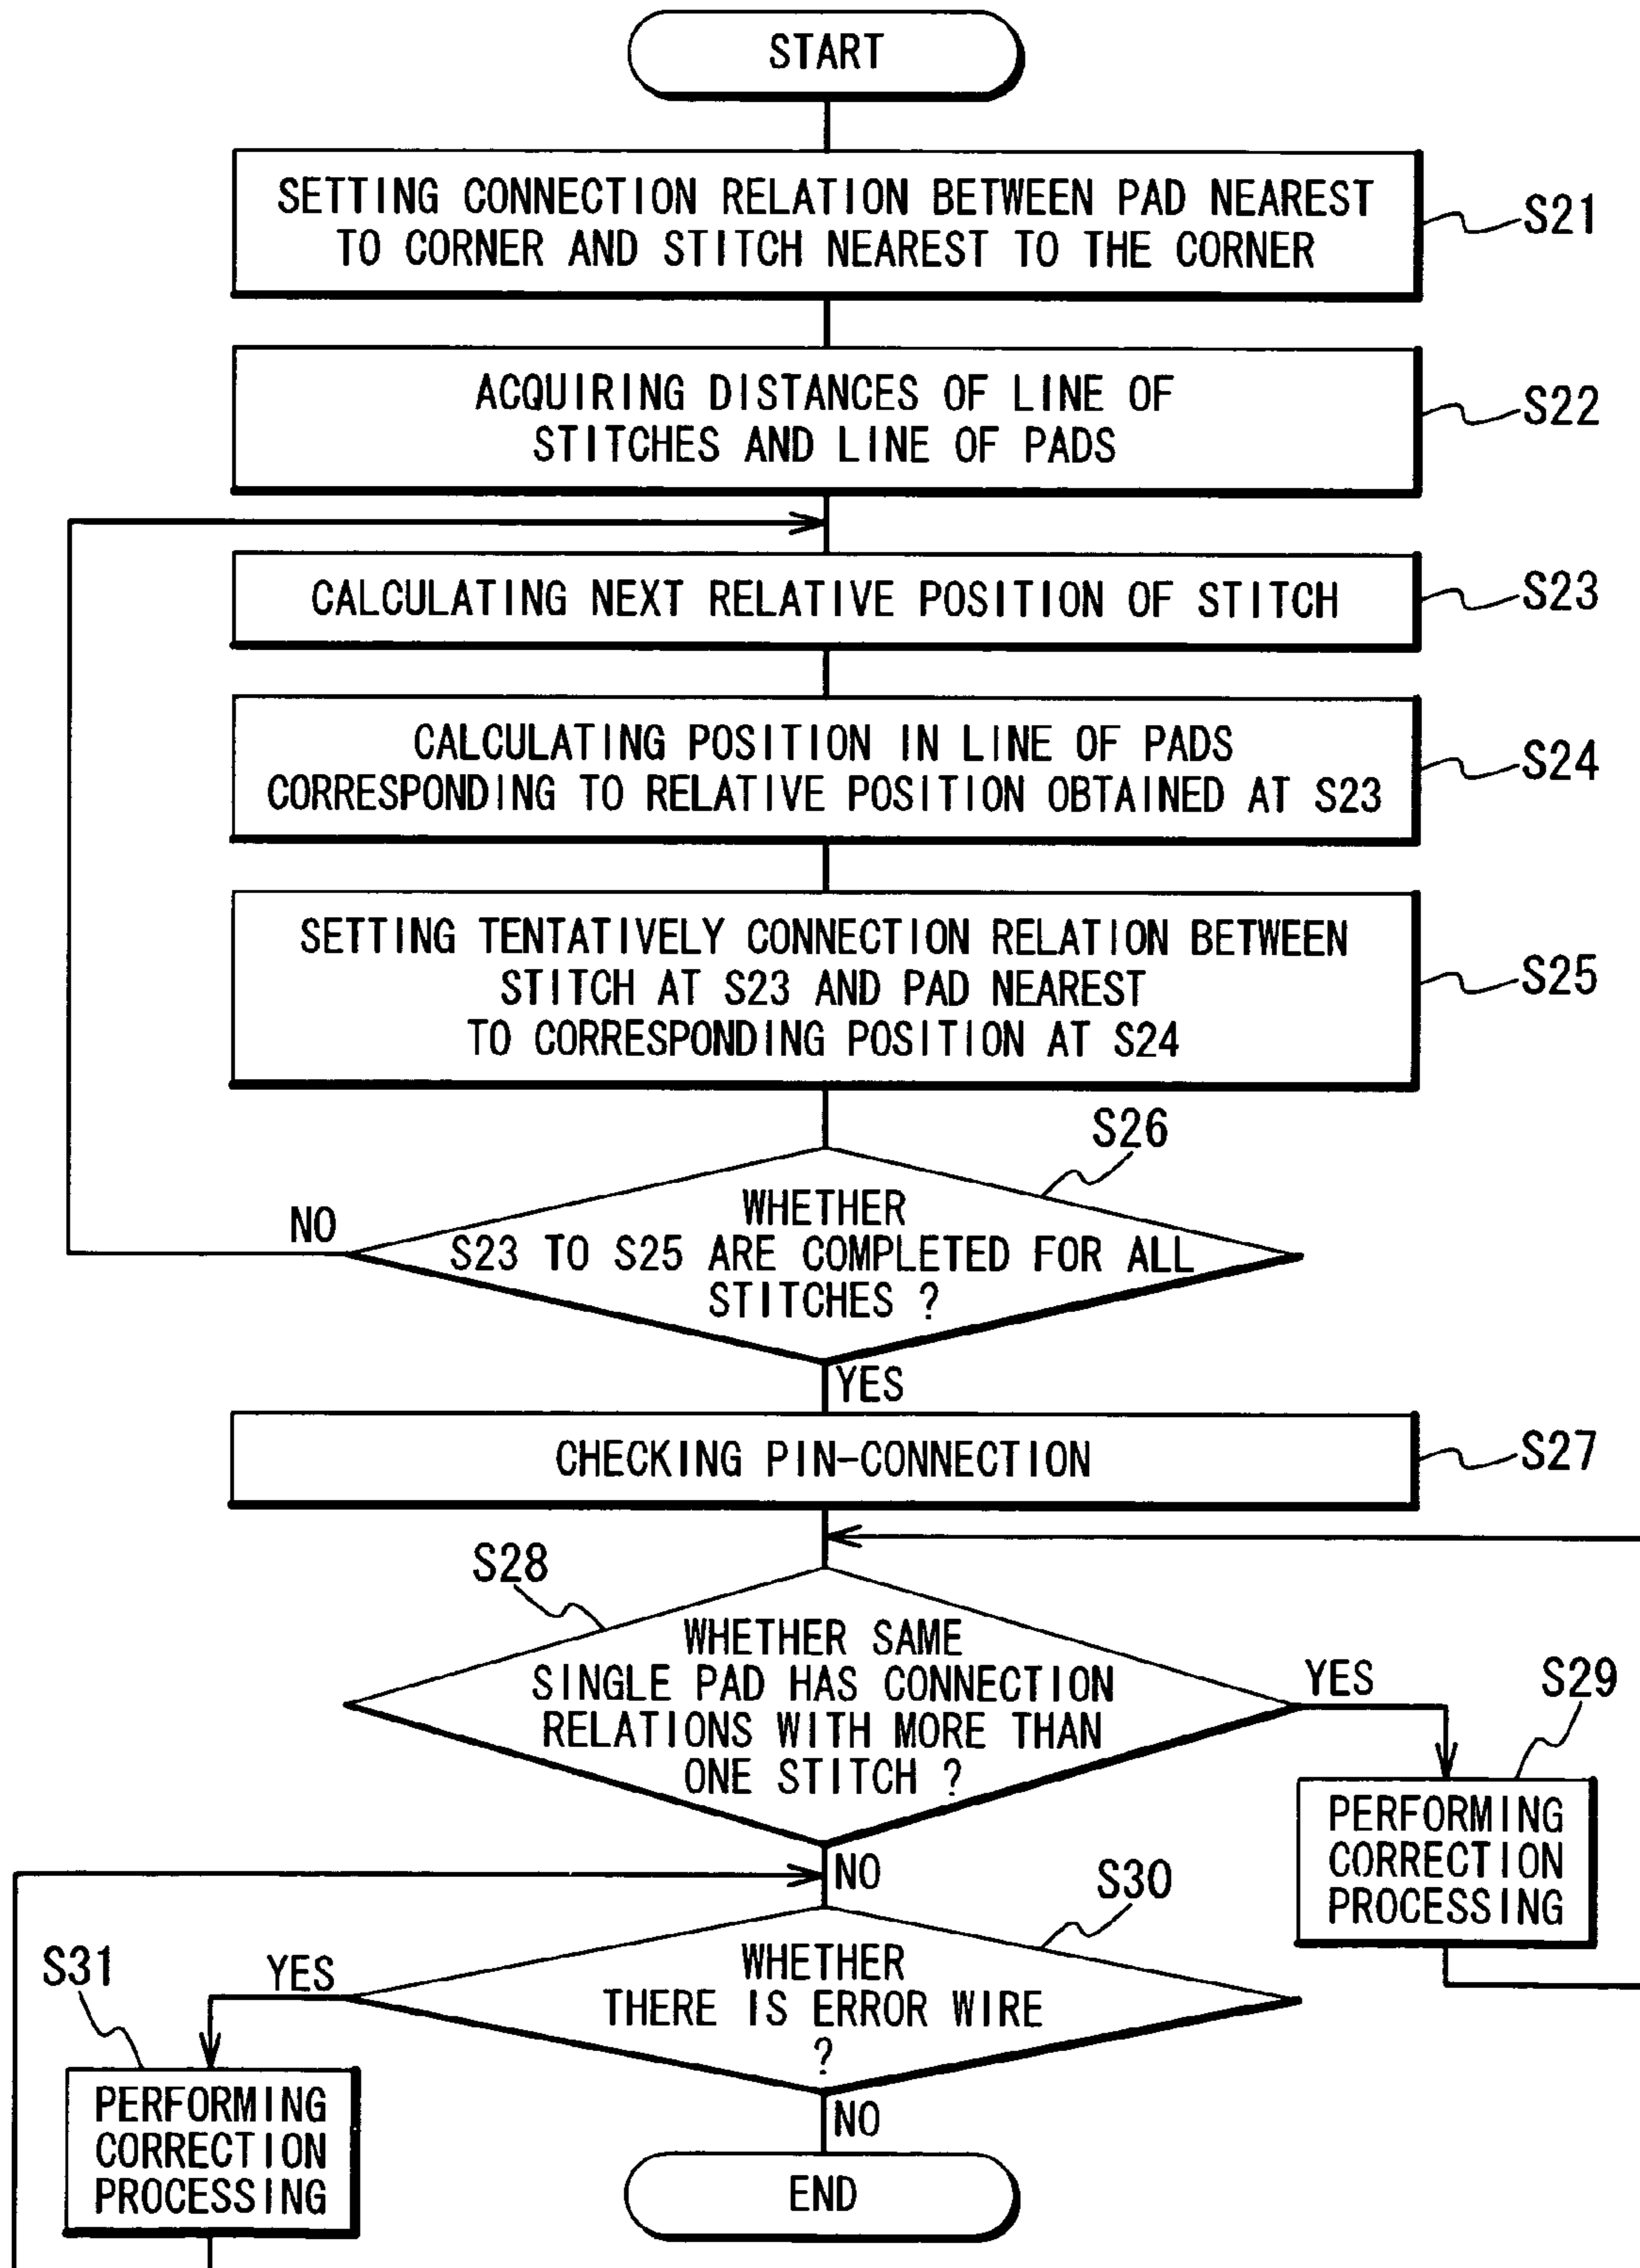 START
SETTING CONNECTION RELATION BETWEEN PAD NEAREST
TO CORNER AND STITCH NEAREST TO THE CORNER
S21
ACQUIRING DISTANCES OF LINE OF
STITCHES AND LINE OF PADS
S22
CALCULATING NEXT RELATIVE POSITION OF STITCH
S23
CALCULATING POSITION IN LINE OF PADS
CORRESPONDING TO RELATIVE POSITION OBTAINED AT S23
S24
SETTING TENTATIVELY CONNECTION RELATION BETWEEN
STITCH AT S23 AND PAD NEAREST
TO CORRESPONDING POSITION AT S24
S25
S26
WHETHER
S23 TO S25 ARE COMPLETED FOR ALL
STITCHES ?
NO
YES
CHECKING PIN-CONNECTION
S27
S28
WHETHER SAME
SINGLE PAD HAS CONNECTION
RELATIONS WITH MORE THAN
ONE STITCH ?
YES
S29
PERFORMING
CORRECTION
PROCESSING
NO
S30
WHETHER
THERE IS ERROR WIRE
?
YES
S31
PERFORMING
CORRECTION
PROCESSING
NO
END